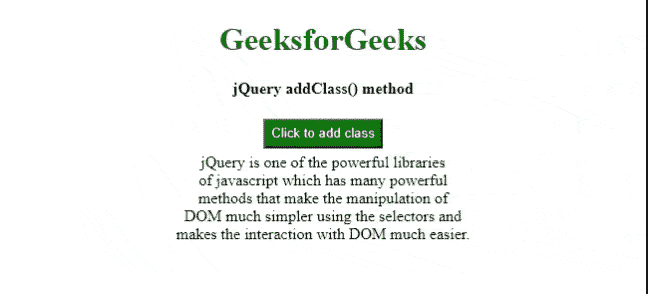 GeeksforGeeks
jQuery addClass() method
Click to add class
jQuery is one of the powerful libraries
of javascript which has many powerful
methods that make the manipulation of
DOM much simpler using the selectors and
makes the interaction with DOM much easier.